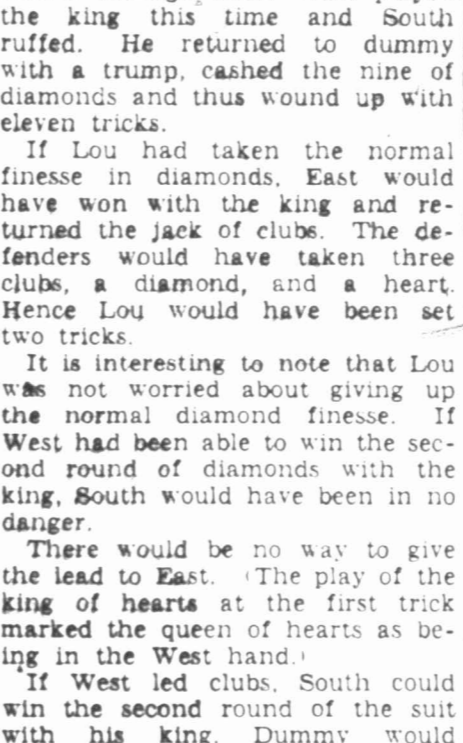 the king this time and South
ruffed. He returned to dummy
with a trump, cashed the nine of
diamonds and thus wound up with
eleven tricks.
If Lou had taken the normal
finesse in diamonds, East would
have won with the king and re-
turned the jack of clubs. The de-
fenders would have taken three
clubs, a diamond, and a heart.
Hence Lou would have been set
two tricks.
It is interesting to note that Lou
was not worried about giving up
the normal diamond finesse. If
West had been able to win the sec-
ond round of diamonds with the
king, South would have been in no
danger.
There would be no way to give
the lead to East. (The play of the
king of hearts at the first trick
marked the queen of hearts as be-
ing in the West hand.)
If West led clubs, South could
win the second round of the suit
with his king. Dummy would